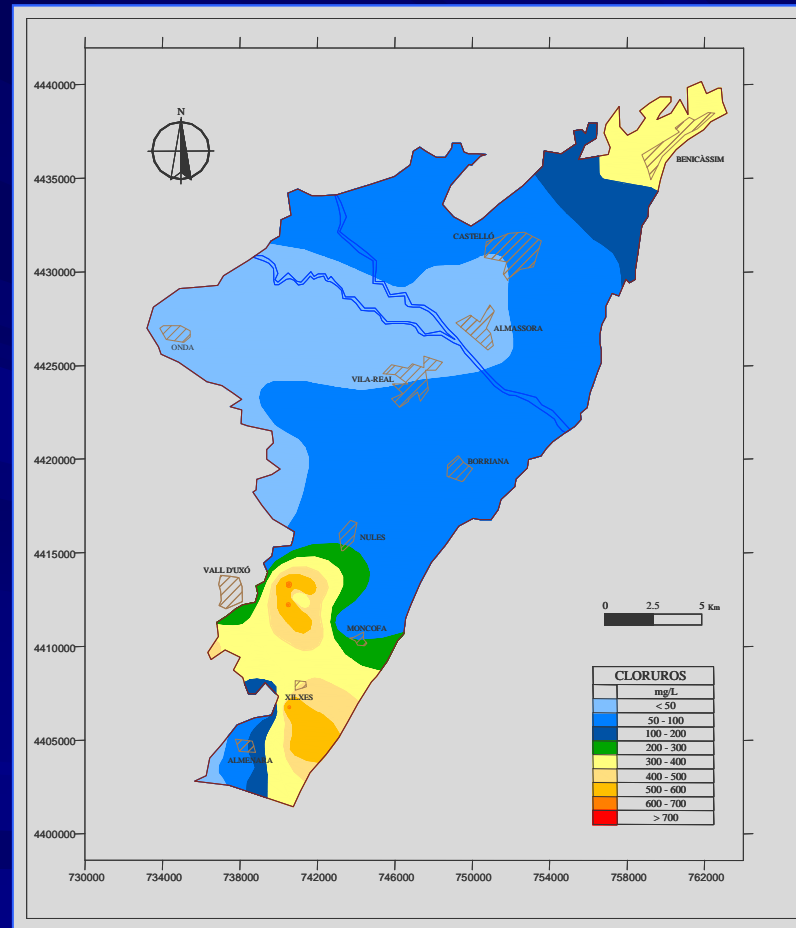 4440000
N
BENICÀSSIM
4435000
CASTELLÓ
4430000
ALMASSORA
ONDA
4425000
VILA-REAL
4420000
BORRIANA
4415000
NULES
VALL D'UXÓ
0 2.5 5 Km
4410000
MONCOFA
XILXES
4405000
ALMENARA
4400000
CLORUROS
mg/L
< 50
50 - 100
100 - 200
200 - 300
300 - 400
400 - 500
500 - 600
600 - 700
> 700
730000 734000 738000 742000 746000 750000 754000 758000 762000